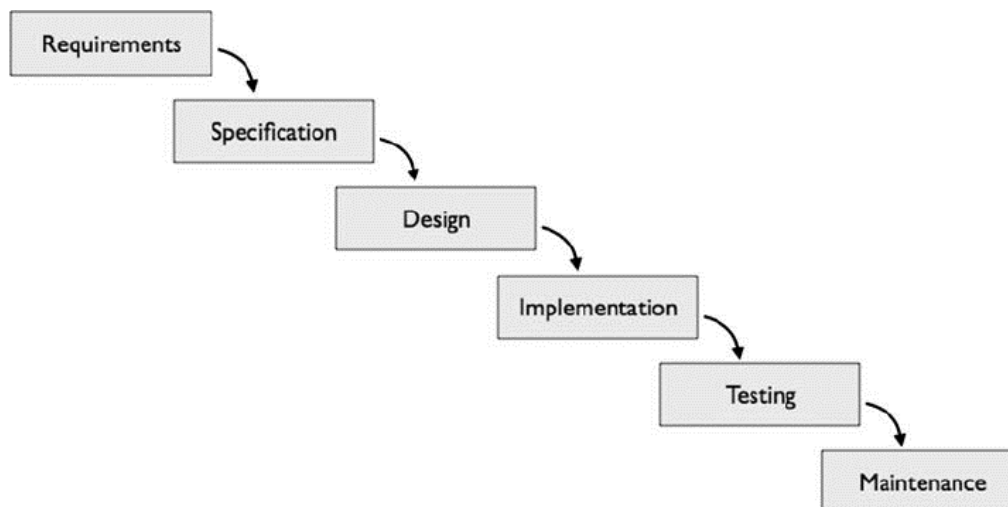 Requirements
Specification
Design
Implementation
Testing
Maintenance